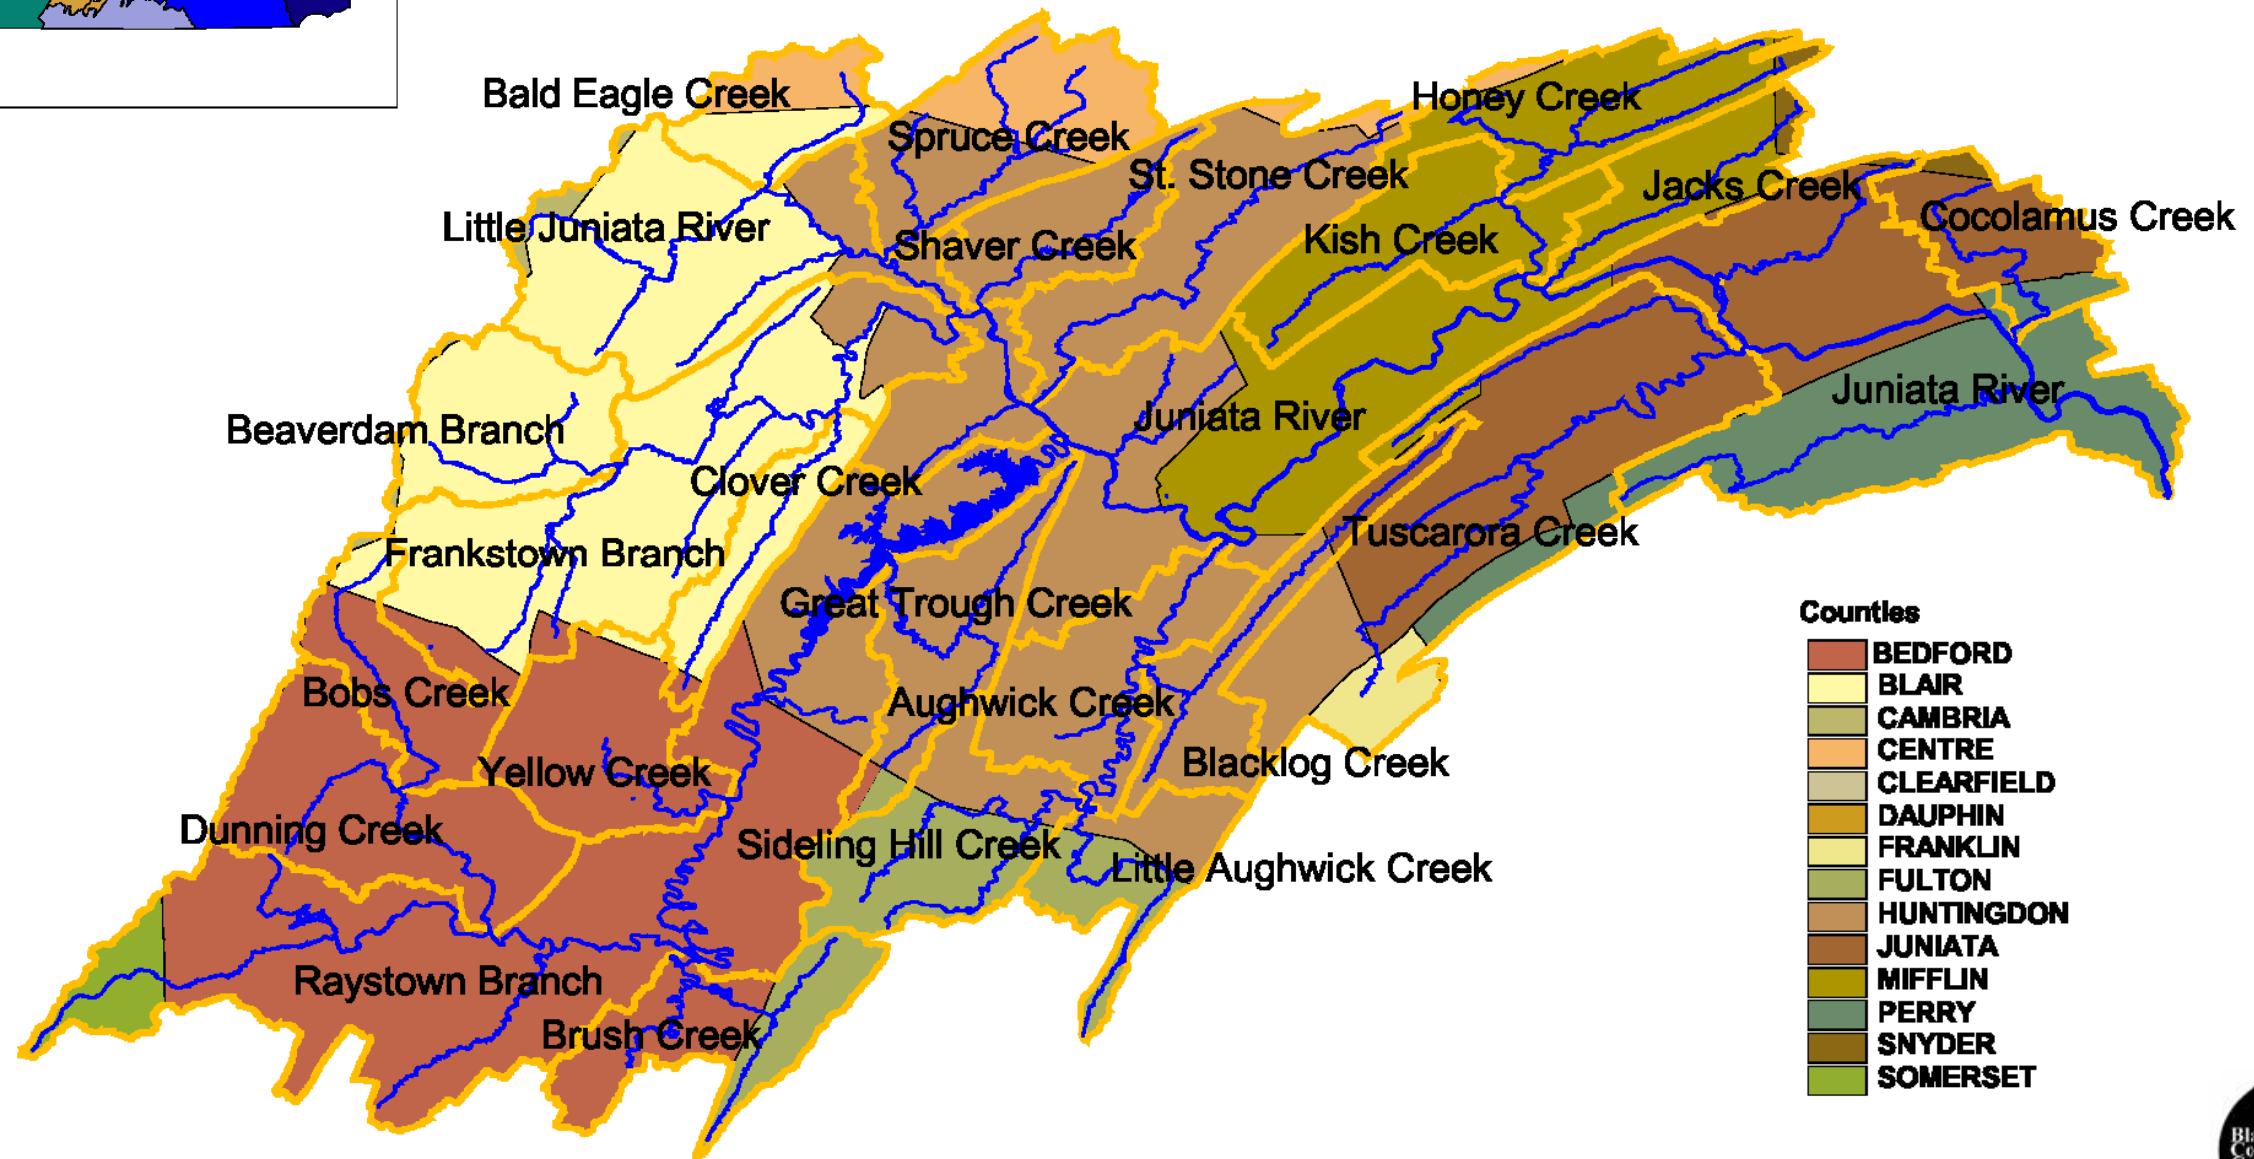 Bald Eagle Creek
Honey Creek
Spruce Creek
St. Stone Creek
Jacks Creek
Cocolamus Creek
Little Juniata River
Shaver Creek
Kish Creek
Juniata River
Beaverdam Branch
Juniata River
Clover Creek
Tuscarora Creek
Frankstown Branch
Great Trough Creek
Bobs Creek
Aughwick Creek
Blacklog Creek
Yellow Creek
Dunning Creek
Sideling Hill Creek
Little Aughwick Creek
Raystown Branch
Brush Creek
Counties
BEDFORD
BLAIR
CAMBRIA
CENTRE
CLEARFIELD
DAUPHIN
FRANKLIN
FULTON
HUNTINGDON
JUNIATA
MIFFLIN
PERRY
SNYDER
SOMERSET